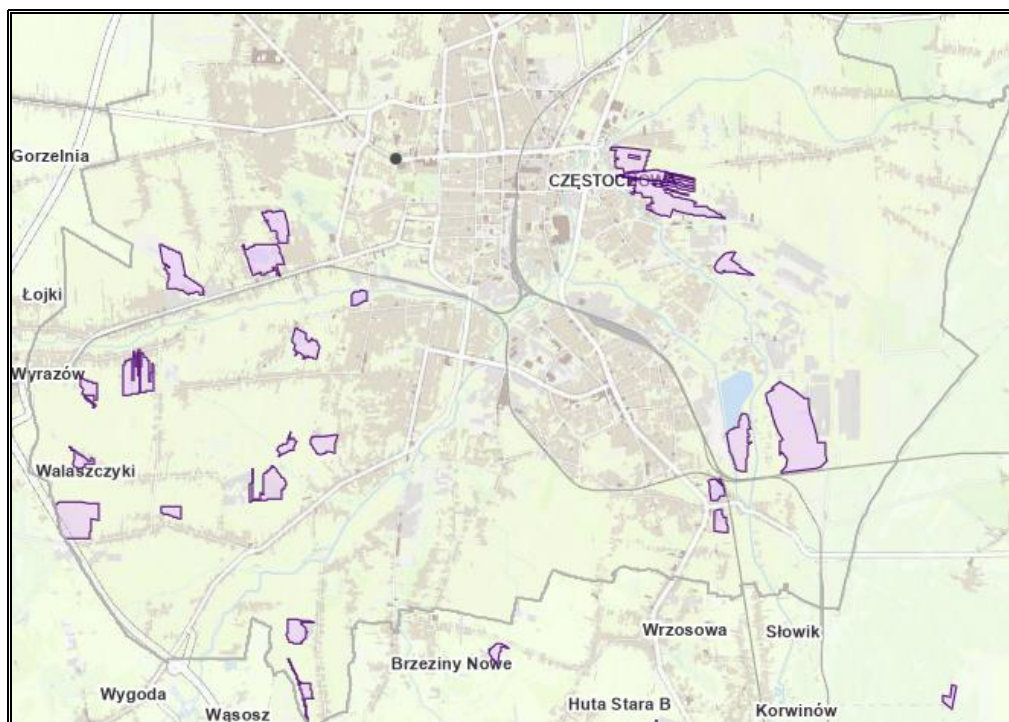 Gorzelnia
CZĘSTOCHOWA
Łojki
Wyrazów
Walaszczyki
Wrzosowa
Słowik
Brzeziny Nowe
Wygoda
Huta Stara B
Korwinów
Wąsosz